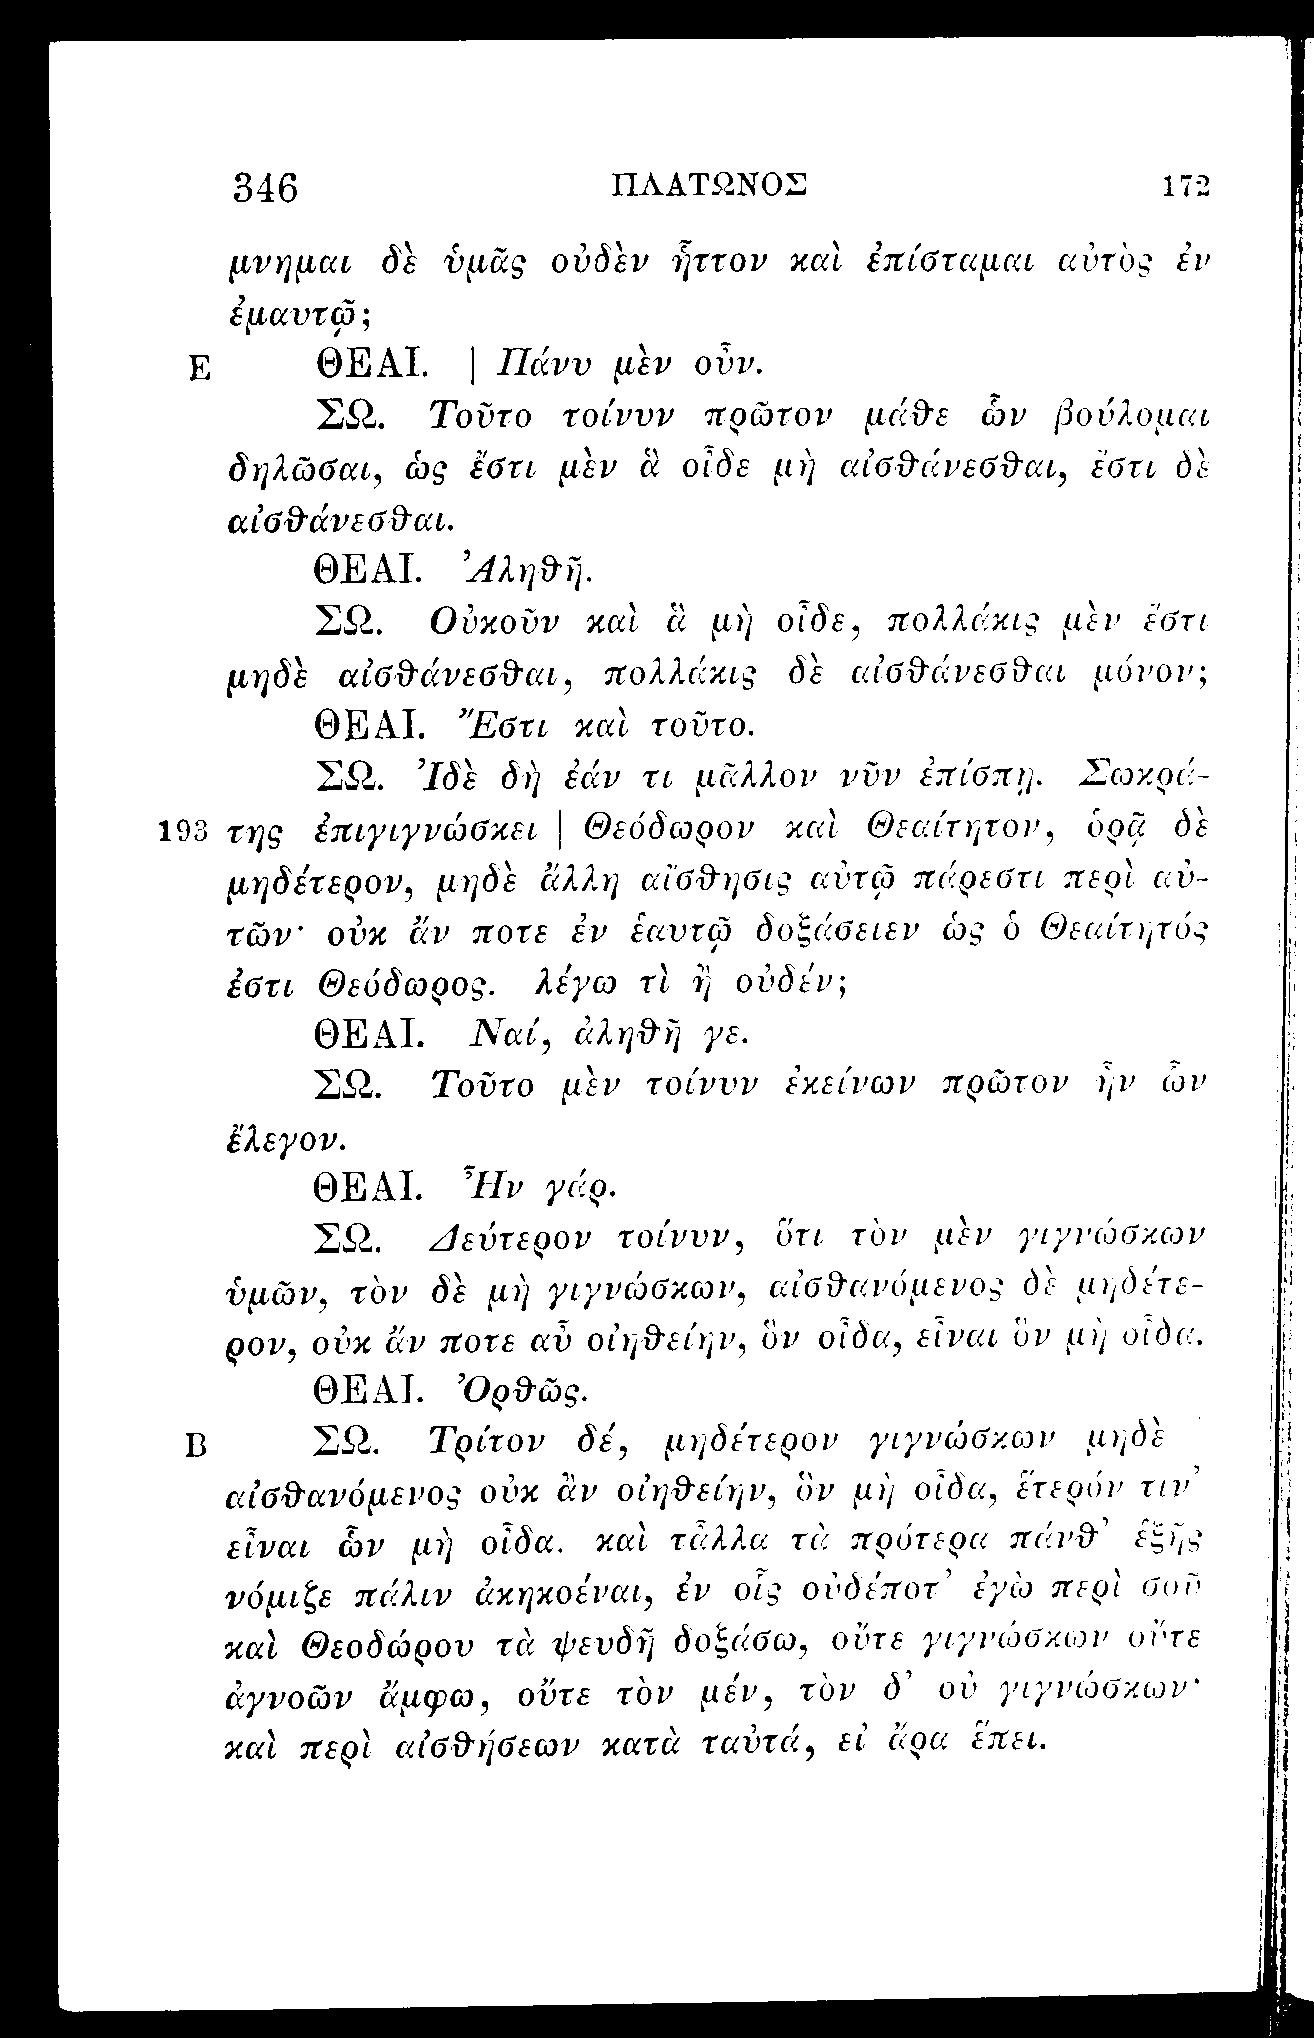 346 ΠΛΑΤΩΝΟΣ 172
μνημαι δὲ ὑμᾶς οὐδὲν ἧττον καὶ ἐπίσταμαι αὐτὸς ἐν
ἐμαυτῷ;
E ΘΕΑΙ. | Πάνυ μὲν οὖν.
ΣΩ. Τοῦτο τοίνυν πρῶτον μάθε ὧν βούλομαι
δηλῶσαι, ὡς ἔστι μὲν ἃ οἶδε μὴ αἰσθάνεσθαι, ἔστι δὲ
αἰσθάνεσθαι.
ΘΕΑΙ. Ἀληθῆ.
ΣΩ. Οὐκοῦν καὶ ἃ μὴ οἶδε, πολλάκις μὲν ἔστι
μηδὲ αἰσθάνεσθαι, πολλάκις δὲ αἰσθάνεσθαι μόνον;
ΘΕΑΙ. Ἔστι καὶ τοῦτο.
ΣΩ. Ἰδὲ δὴ ἐάν τι μᾶλλον νῦν ἐπίσπῃ. Σωκρά-
193 της ἐπιγιγνώσκει | Θεόδωρον καὶ Θεαίτητον, ὁρᾷ δὲ
μηδέτερον, μηδὲ ἄλλη αἴσθησις αὐτῷ πάρεστι περὶ αὐ-
τῶν· οὐκ ἄν ποτε ἐν ἑαυτῷ δοξάσειεν ὡς ὁ Θεαίτητός
ἐστι Θεόδωρος. λέγω τὶ ἢ οὐδέν;
ΘΕΑΙ. Ναί, ἀληθῆ γε.
ΣΩ. Τοῦτο μὲν τοίνυν ἐκείνων πρῶτον ἦν ὧν
ἔλεγον.
ΘΕΑΙ. Ἦν γάρ.
ΣΩ. Δεύτερον τοίνυν, ὅτι τὸν μὲν γιγνώσκων
ὑμῶν, τὸν δὲ μὴ γιγνώσκων, αἰσθανόμενος δὲ μηδέτε-
ρον, οὐκ ἄν ποτε αὖ οἰηθείην, ὃν οἶδα, εἶναι ὃν μὴ οἶδα.
ΘΕΑΙ. Ὀρθῶς.
B ΣΩ. Τρίτον δέ, μηδέτερον γιγνώσκων μηδὲ
αἰσθανόμενος οὐκ ἂν οἰηθείην, ὃν μὴ οἶδα, ἕτερόν τιν’
εἶναι ὧν μὴ οἶδα. καὶ τἆλλα τὰ πρότερα πάνθ’ ἑξῆς
νόμιζε πάλιν ἀκηκοέναι, ἐν οἷς οὐδέποτ’ ἐγὼ περὶ σοῦ
καὶ Θεοδώρου τὰ ψευδῆ δοξάσω, οὔτε γιγνώσκων οὔτε
ἀγνοῶν ἄμφω, οὔτε τὸν μέν, τὸν δ’ οὐ γιγνώσκων·
καὶ περὶ αἰσθήσεων κατὰ ταὐτά, εἰ ἄρα ἕπει.